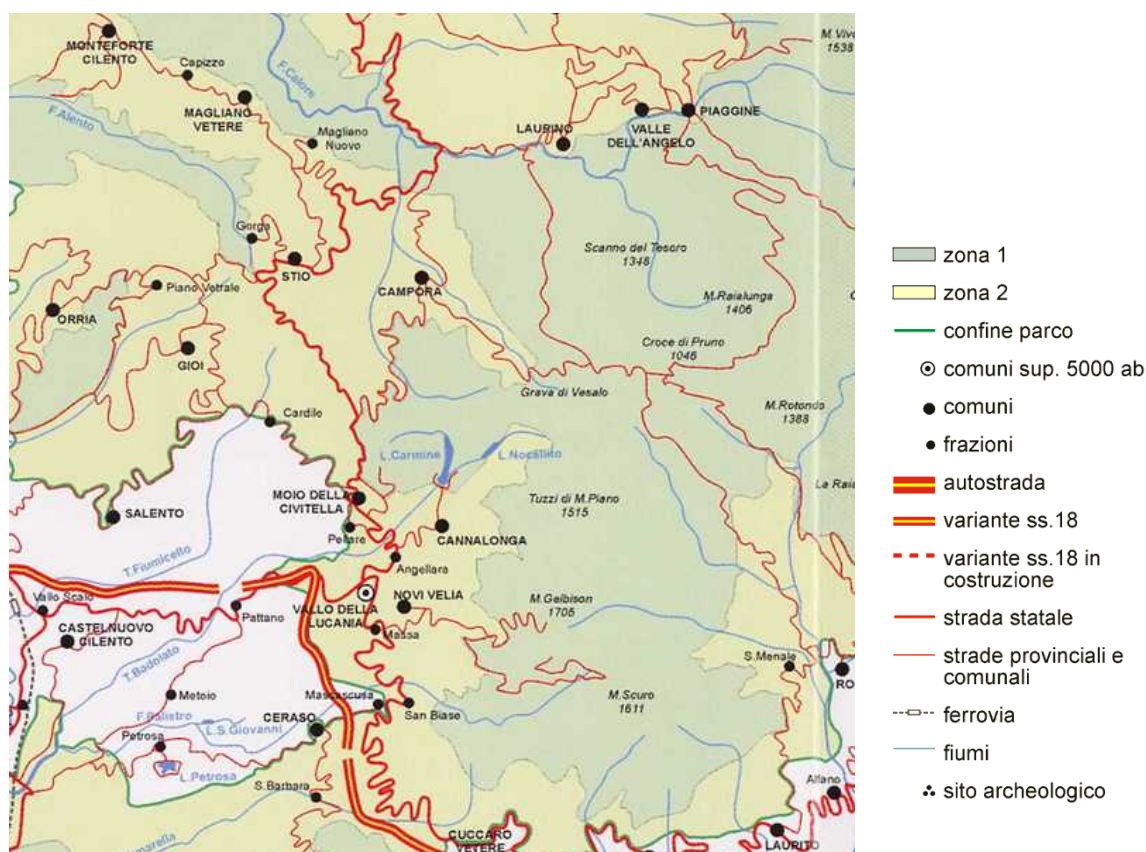 MONTEFORTE
CILENTO
Capizzo
MAGLIANO
VETERE
F.Calore
F.Alento
Magliano
Nuovo
M. Vivo
1538
LAURINO
VALLE
DELL'ANGELO
PIAGGINE
Gorga
STIO
Scanno del Tesoro
1348
Piano Vetrale
ORRIA
CAMPORA
M.Raialunga
1406
GIOI
Croce di Pruno
1046
Grava di Vesalo
M.Rotondo
1388
Cardile
L.Carmine
L.Nocellito
La Raia
MOIO DELLA
CIVITELLA
Tuzzi di M.Piano
1515
SALENTO
Pellare
CANNALONGA
T.Fiumicello
Angellara
Vallo Scalo
Pattano
VALLO DELLA
LUCANIA
NOVI VELIA
M.Gelbison
1705
CASTELNUOVO
CILENTO
Massa
T.Badolato
S.Menale
RO
Metoio
Mascascusa
San Biase
M.Scuro
1611
F.Palistro
L.S.Giovanni
CERASO
Petrosa
L.Petrosa
S.Barbara
Alfano
CUCCARO
VETERE
LAURITO
zona 1
zona 2
confine parco
comuni sup. 5000 ab
comuni
frazioni
autostrada
variante ss.18
variante ss.18 in
costruzione
strada statale
strade provinciali e
comunali
ferrovia
fiumi
sito archeologico